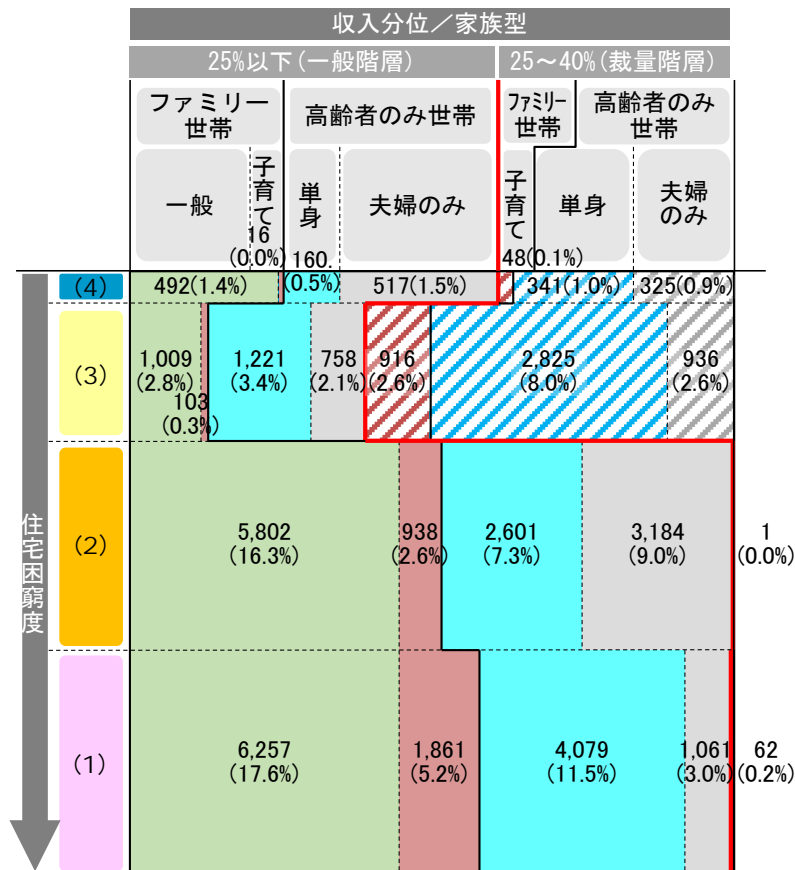 収入分位／家族型
25%以下(一般階層)
25～40%(裁量階層)
ファミリー
世帯
高齢者のみ世帯
ﾌｧﾐﾘｰ
世帯
高齢者のみ
世帯
一般
子育て
単身
夫婦のみ
子育て
単身
夫婦
のみ
16
(0.0%)
160.
(0.5%)
48(0.1%)
(4)
492(1.4%)
517(1.5%)
341(1.0%)
325(0.9%)
(3)
1,009
(2.8%)
103
(0.3%)
1,221
(3.4%)
758
(2.1%)
916
(2.6%)
2,825
(8.0%)
936
(2.6%)
住宅困窮度
(2)
5,802
(16.3%)
938
(2.6%)
2,601
(7.3%)
3,184
(9.0%)
1
(0.0%)
(1)
6,257
(17.6%)
1,861
(5.2%)
4,079
(11.5%)
1,061
(3.0%)
62
(0.2%)